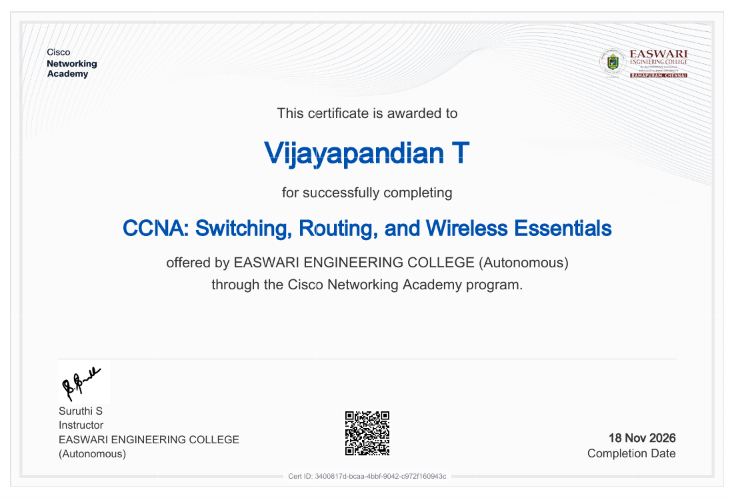 Cisco
Networking
Academy
EASWARI
ENGINEERING COLLEGE
RAMAPURAM, CHENNAI
This certificate is awarded to
Vijayapandian T
for successfully completing
CCNA: Switching, Routing, and Wireless Essentials
offered by EASWARI ENGINEERING COLLEGE (Autonomous)
through the Cisco Networking Academy program.
Suruthi S
Instructor
EASWARI ENGINEERING COLLEGE
(Autonomous)
18 Nov 2026
Completion Date
Cert ID: 3400817d-bcaa-4bbf-9042-c972f160943c